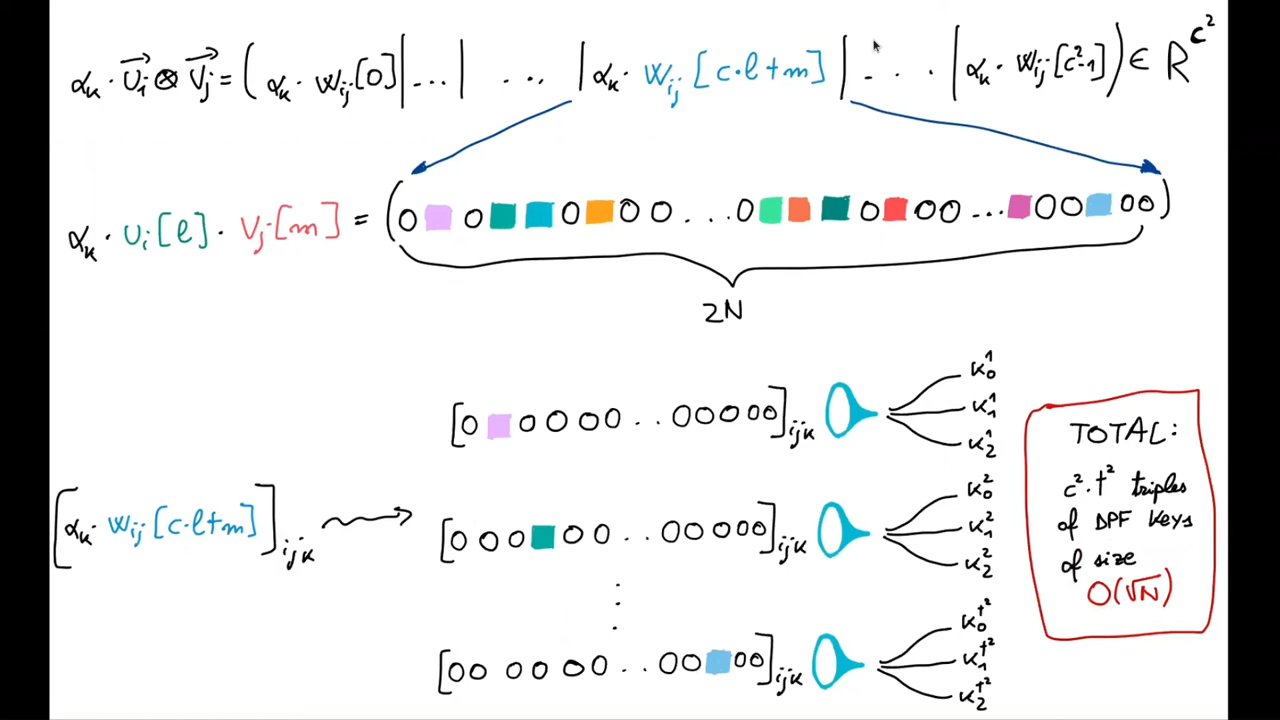 α_k · u⃗_i ⊗ v⃗_j = ( α_k · w_ij[0] | ... | ... | α_k · w_ij[c·l+m] | ... | α_k · w_ij[c²-1] ) ∈ R^c²
α_k · u_i[l] · v_j[m] = ( 0 0 0 0 0 ... 0 0 0 0 ... 0 0 0 0 )
2N
[0 0 0 0 0 0 .. 0 0 0 0 0]_ijk K_0^1 K_1^1 K_2^1
[α_k · w_ij[c·l+m]]_ijk
[0 0 0 0 0 .. 0 0 0 0 0]_ijk K_0^2 K_1^2 K_2^2
⋮
[0 0 0 0 0 0 .. 0 0 0 0]_ijk K_0^t² K_1^t² K_2^t²
TOTAL:
c²·t² triples
of DPF keys
of size
O(√N)